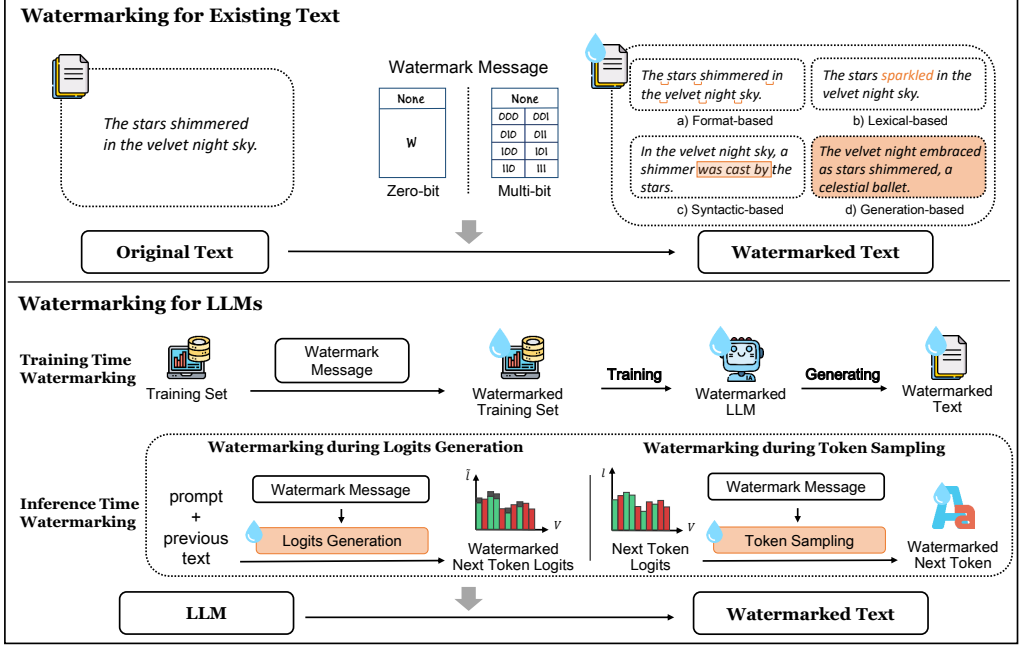 Watermarking for Existing Text
The stars shimmered
in the velvet night sky.
Watermark Message
None
W
Zero-bit
None
000 001
010 011
100 101
110 111
Multi-bit
The stars shimmered in
the velvet night sky.
a) Format-based
The stars sparkled in the
velvet night sky.
b) Lexical-based
In the velvet night sky, a
shimmer was cast by the
stars.
c) Syntactic-based
The velvet night embraced
as stars shimmered, a
celestial ballet.
d) Generation-based
Original Text
Watermarked Text
Watermarking for LLMs
Training Time
Watermarking
Training Set
Watermark
Message
Watermarked
Training Set
Training
Watermarked
LLM
Generating
Watermarked
Text
Inference Time
Watermarking
Watermarking during Logits Generation
prompt
+
previous
text
Watermark Message
Logits Generation
l̃
V
Watermarked
Next Token Logits
Watermarking during Token Sampling
l
V
Next Token
Logits
Watermark Message
Token Sampling
Aa
Watermarked
Next Token
LLM
Watermarked Text